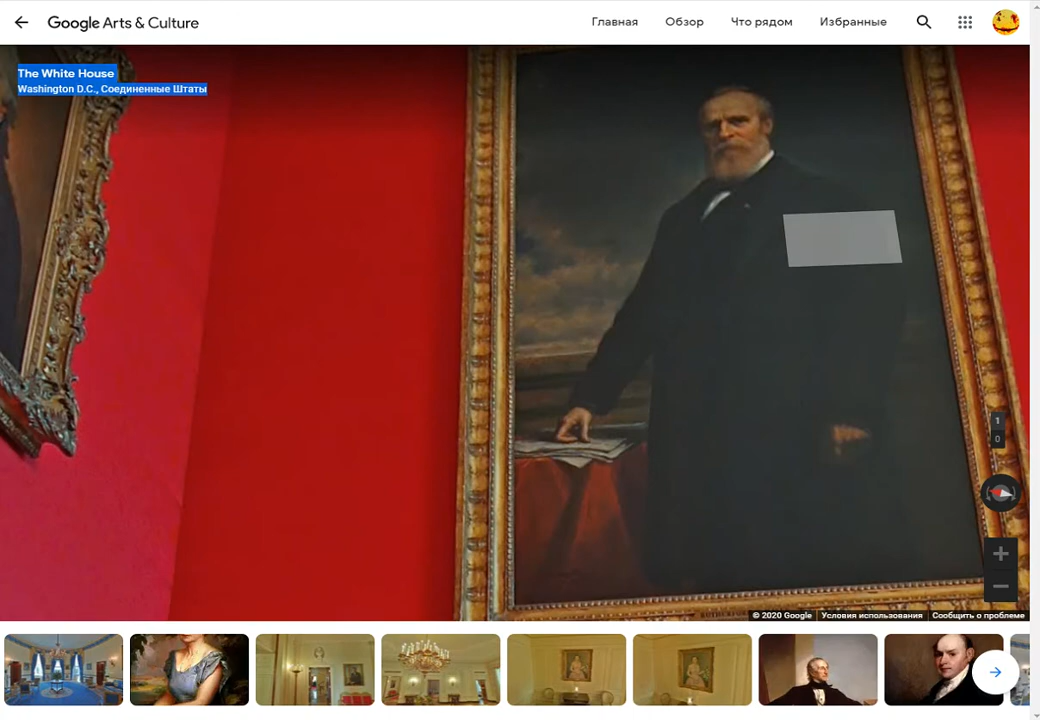 Google Arts & Culture
Главная
Обзор
Что рядом
Избранные
The White House
Washington D.C., Соединенные Штаты
1
0
© 2020 Google
Условия использования
Сообщить о проблеме